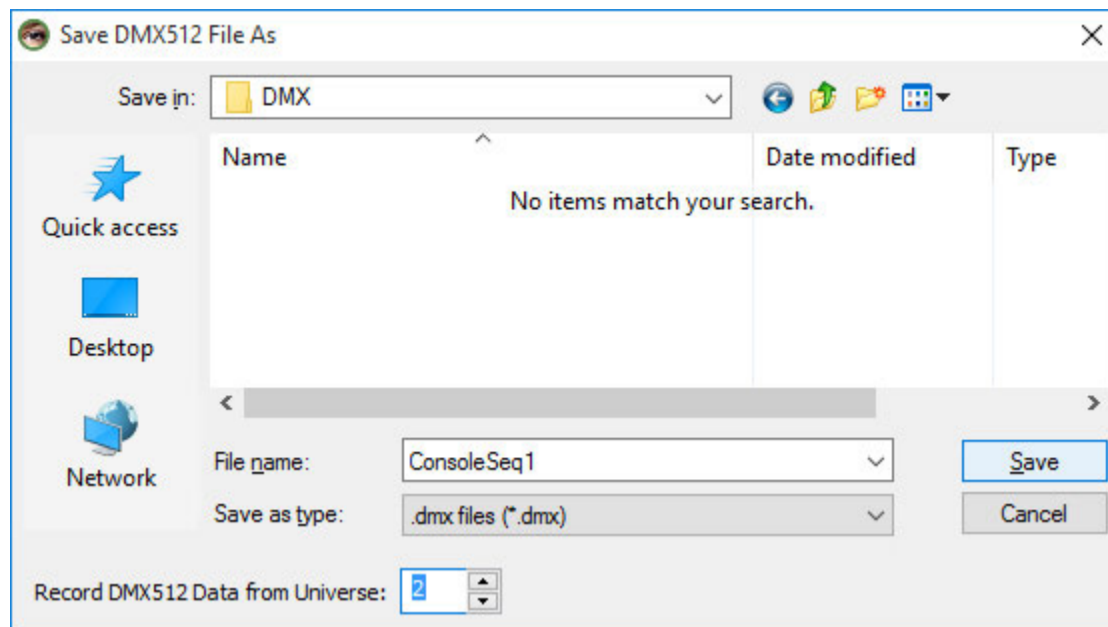 Save DMX512 File As
Save in: DMX
Name Date modified Type
No items match your search.
Quick access
Desktop
Network
File name: ConsoleSeq1 Save
Save as type: .dmx files (*.dmx) Cancel
Record DMX512 Data from Universe: 2